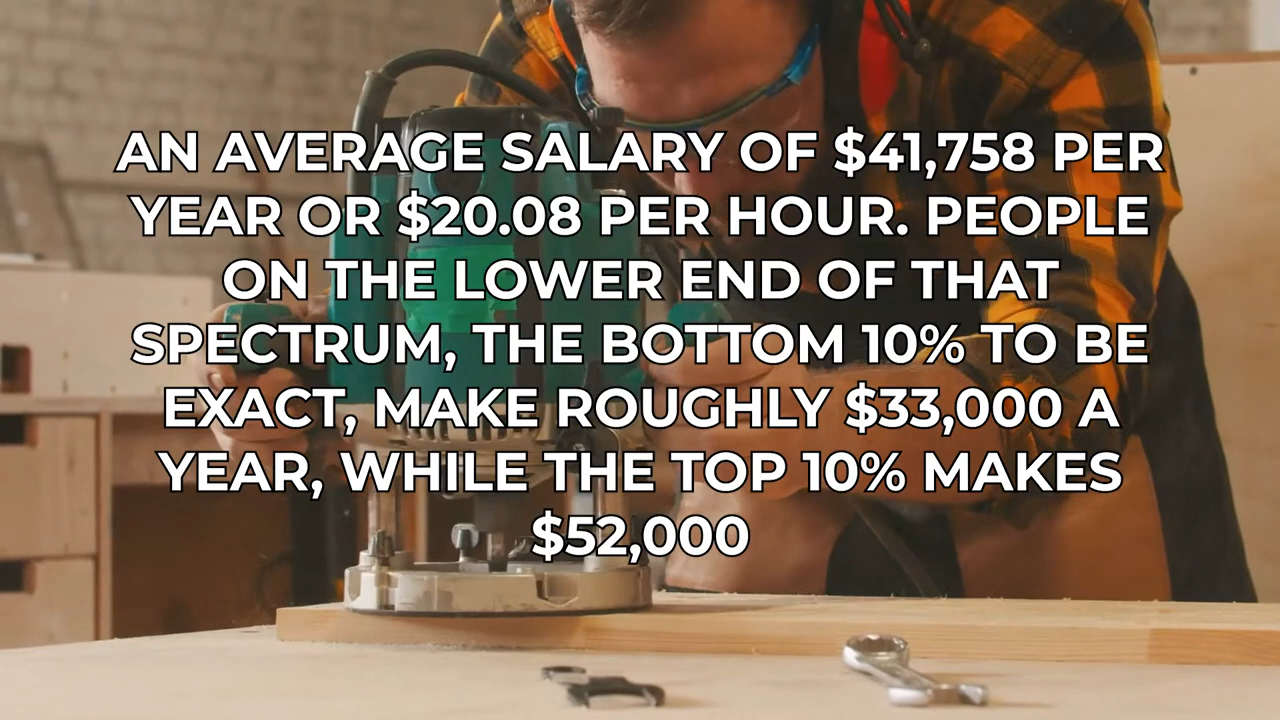 AN AVERAGE SALARY OF $41,758 PER
YEAR OR $20.08 PER HOUR. PEOPLE
ON THE LOWER END OF THAT
SPECTRUM, THE BOTTOM 10% TO BE
EXACT, MAKE ROUGHLY $33,000 A
YEAR, WHILE THE TOP 10% MAKES
$52,000